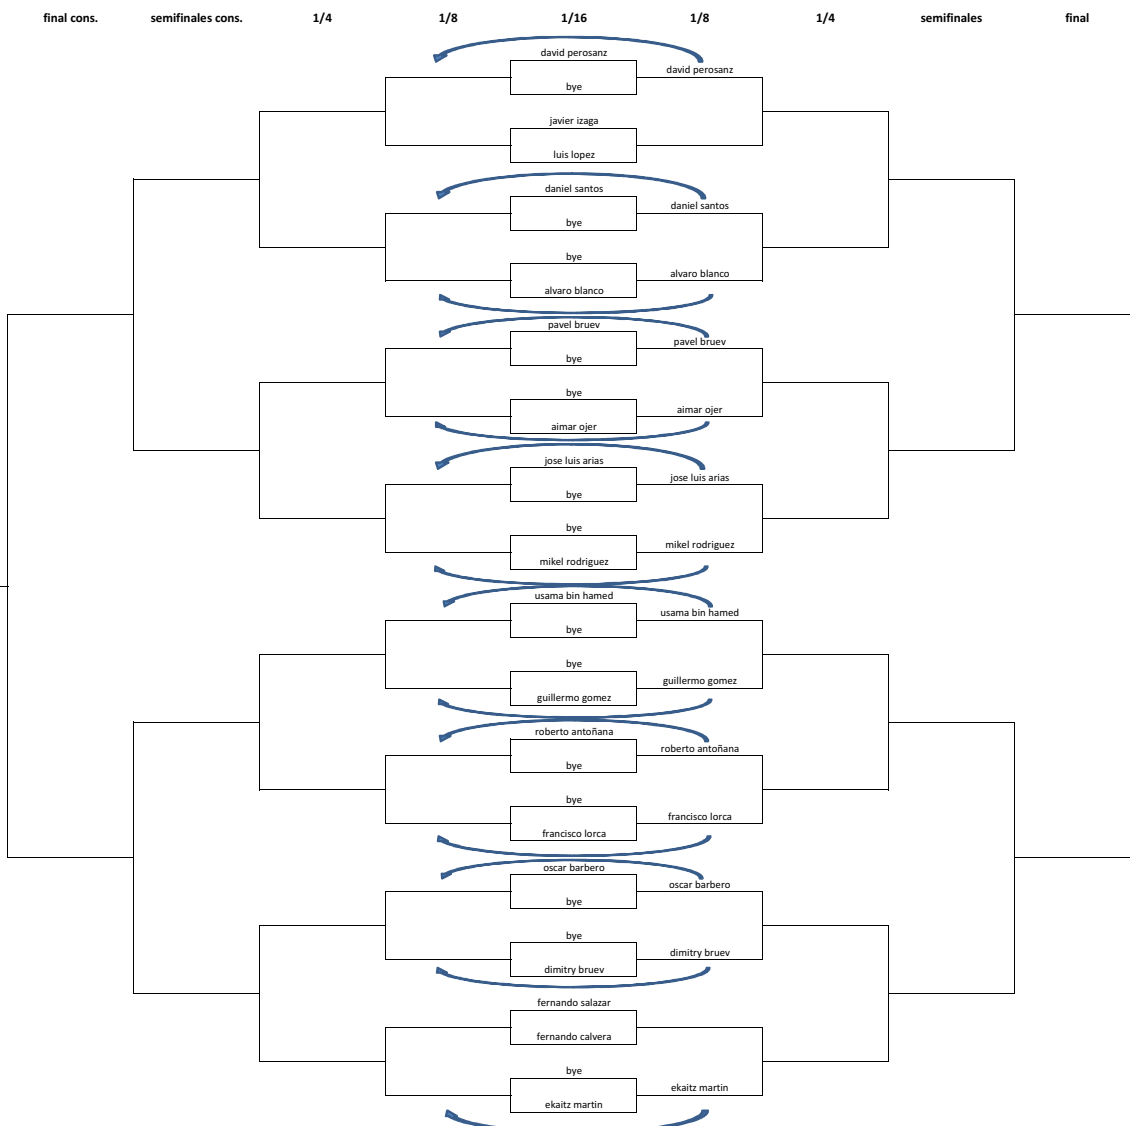 final cons. semifinales cons. 1/4 1/8 1/16 1/8 1/4 semifinales final
david perosanz
david perosanz
bye
javier izaga
luis lopez
daniel santos
daniel santos
bye
bye
alvaro blanco
alvaro blanco
pavel bruev
pavel bruev
bye
bye
aimar ojer
aimar ojer
jose luis arias
jose luis arias
bye
bye
mikel rodriguez
mikel rodriguez
usama bin hamed
usama bin hamed
bye
bye
guillermo gomez
guillermo gomez
roberto antoñana
roberto antoñana
bye
bye
francisco lorca
francisco lorca
oscar barbero
oscar barbero
bye
bye
dimitry bruev
dimitry bruev
fernando salazar
fernando calvera
bye
ekaitz martin
ekaitz martin